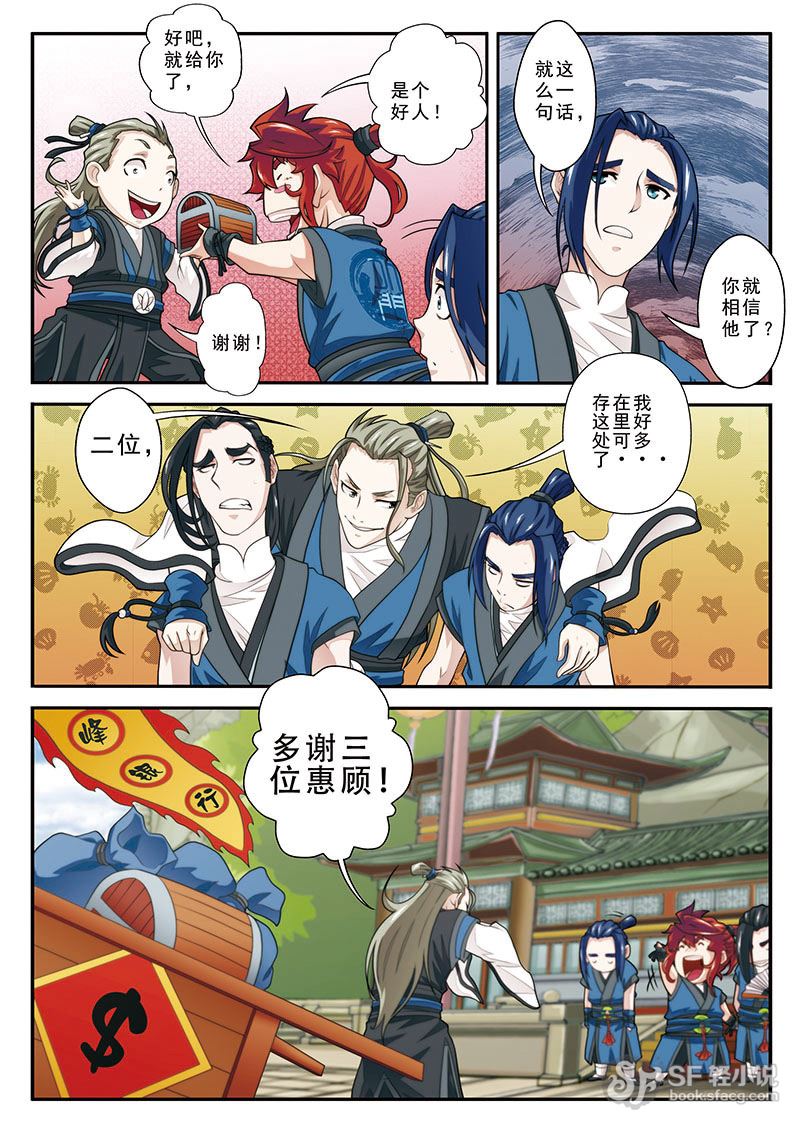 好吧，
就给你
了，
是个
好人！
谢谢！
这一话，
就么句
就信了？
你相他
二位，
我好多
在里可
存这处
了···
多谢三
位惠顾！
峰
银
行
$
SF 轻小说
book.sfacg.com